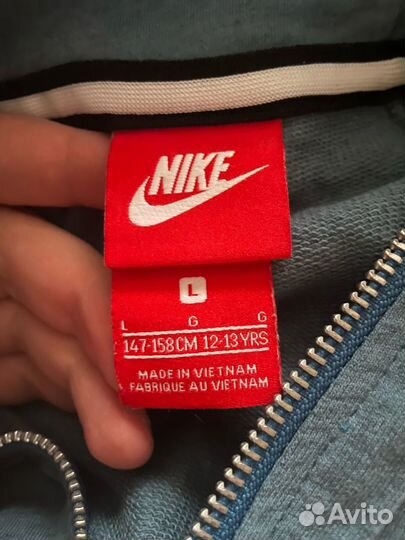 NIKE
L
L G G
147-158CM 12-13YRS
MADE IN VIETNAM
FABRIQUE AU VIETNAM
Avito